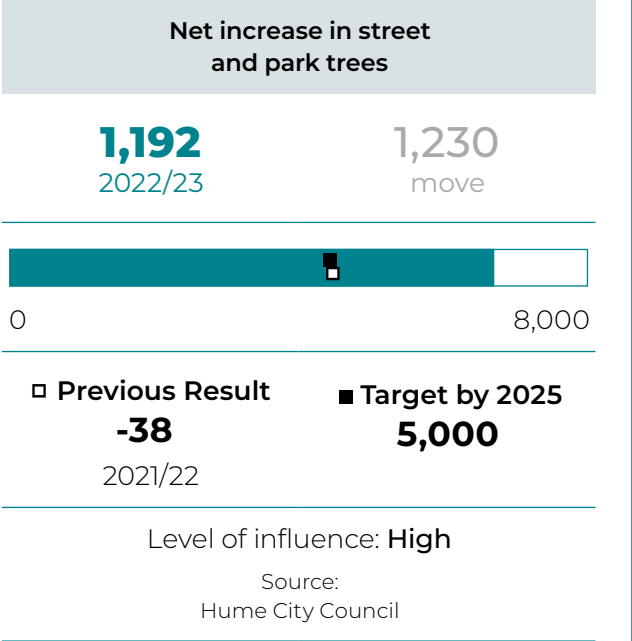 Net increase in street
and park trees
1,192
2022/23
1,230
move
0
8,000
Previous Result
-38
2021/22
Target by 2025
5,000
Level of influence: High
Source:
Hume City Council